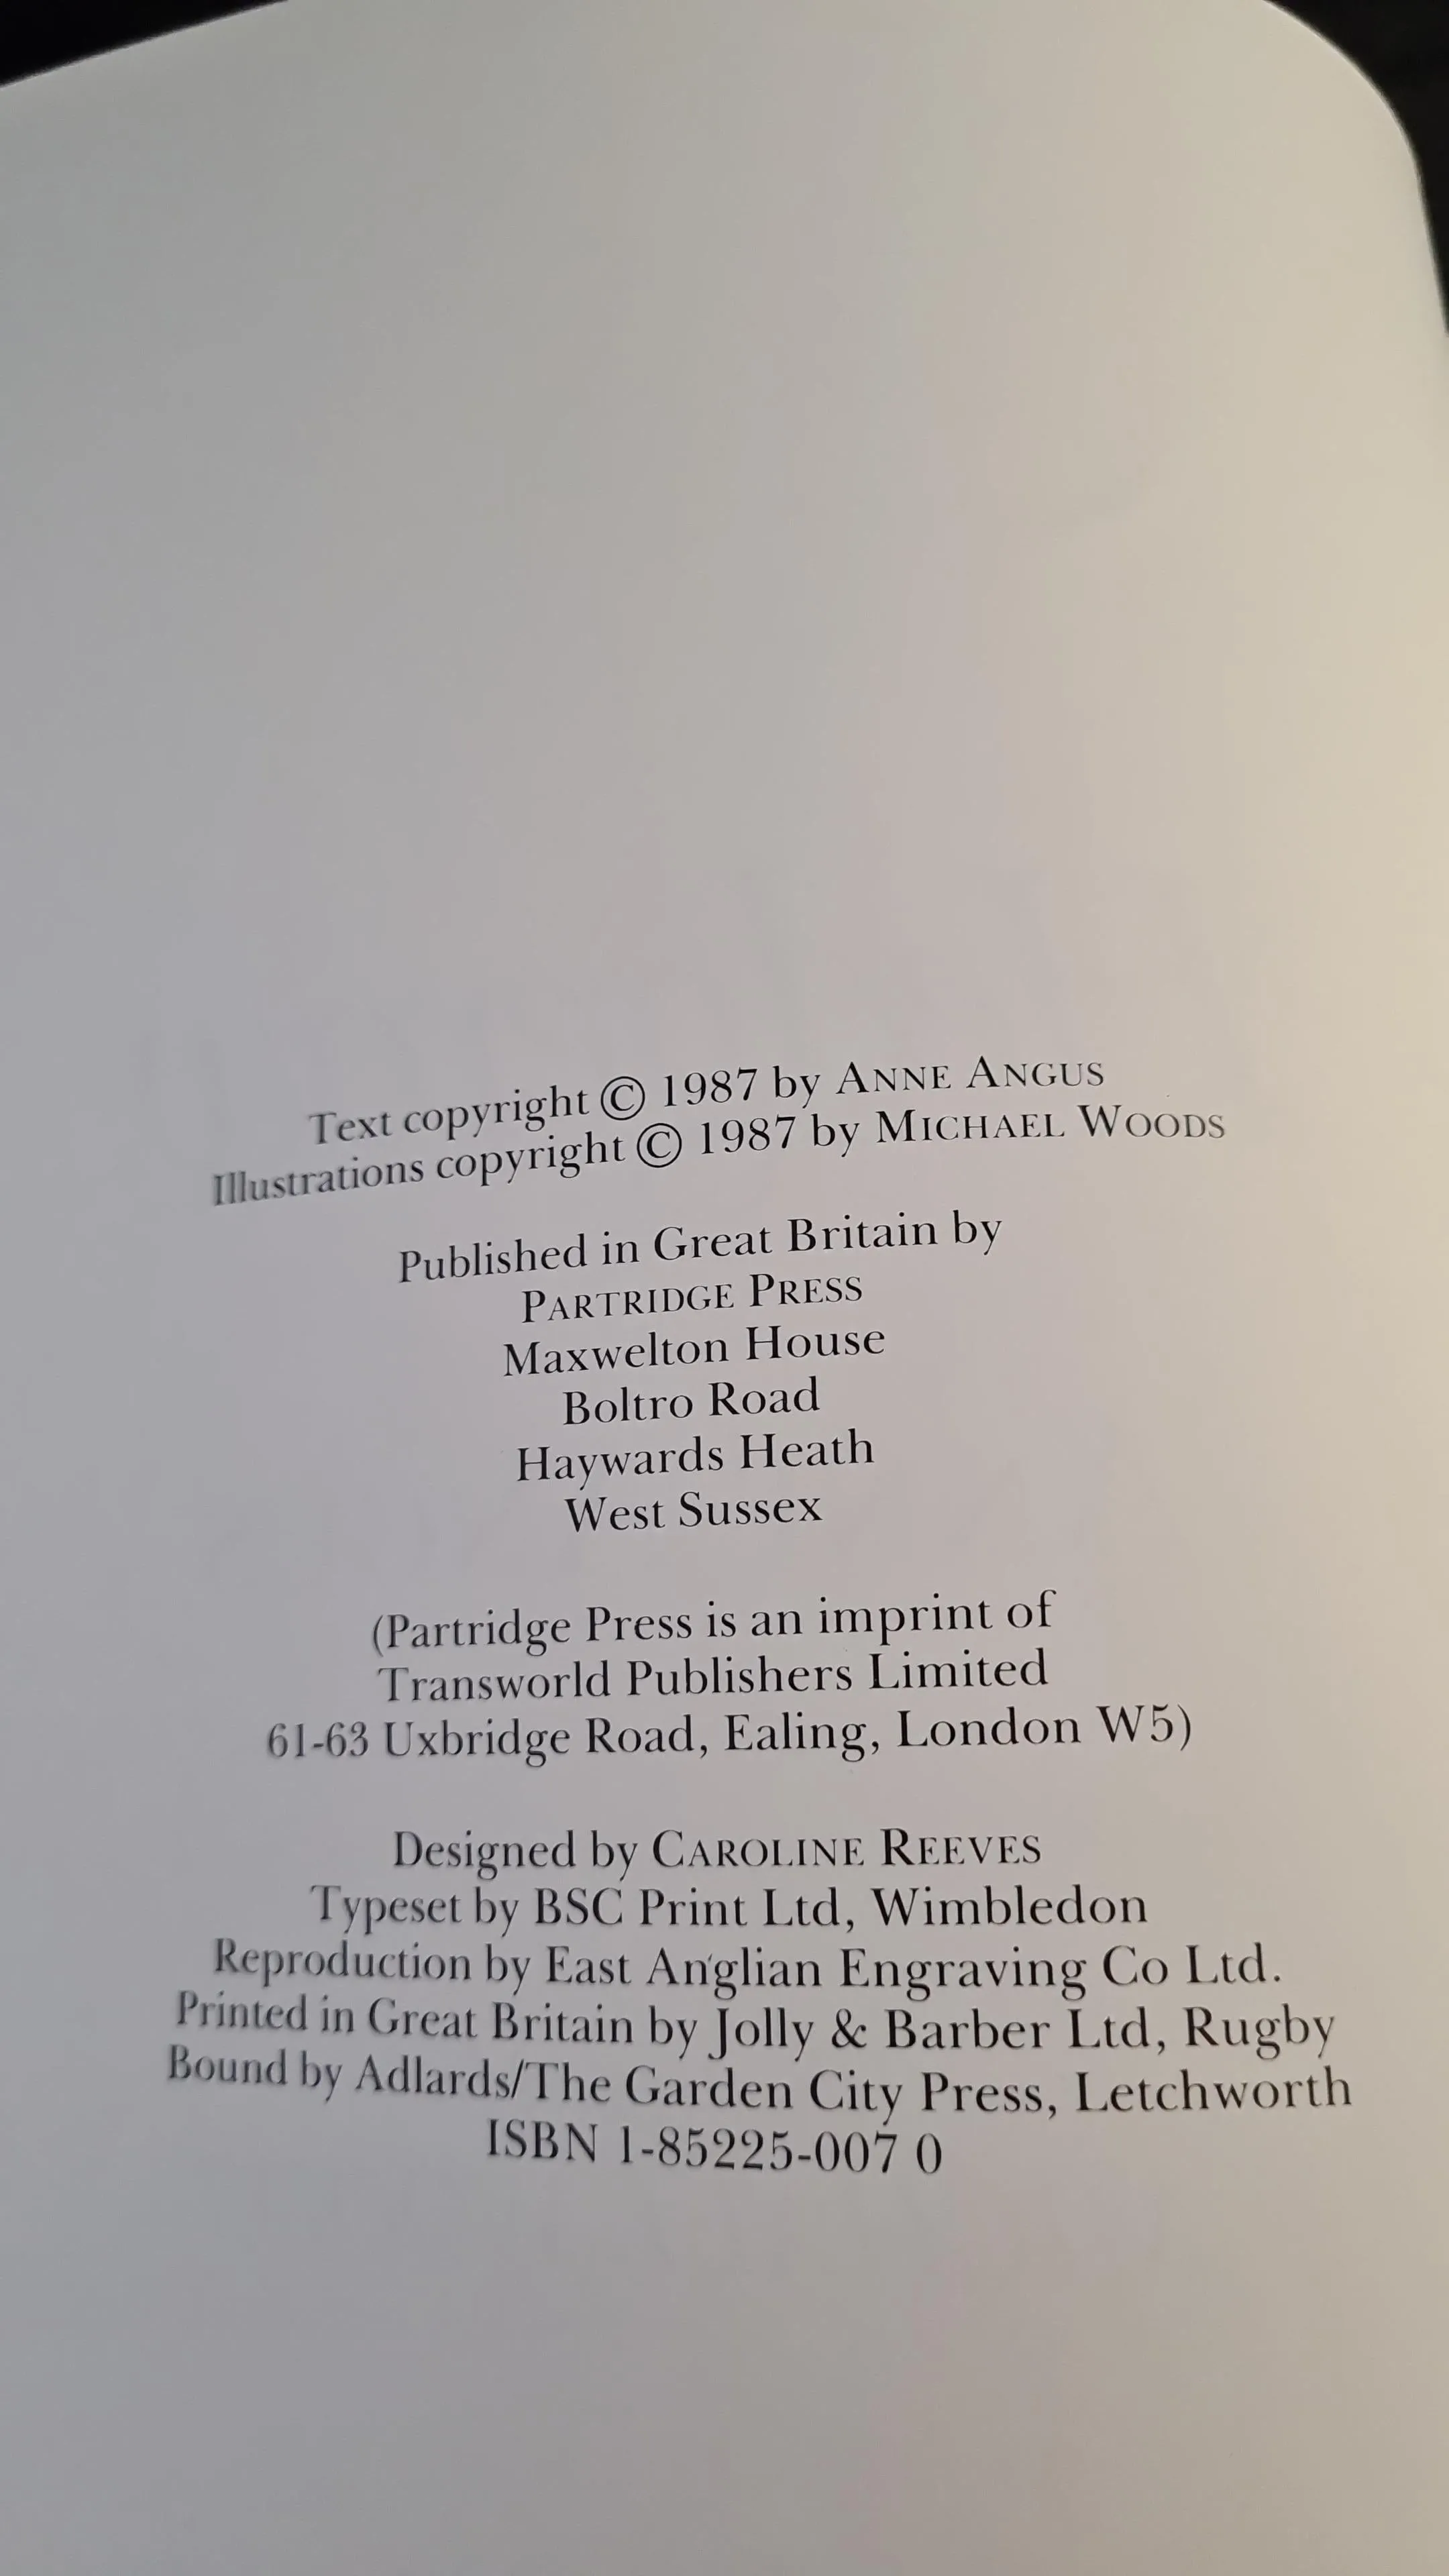 Text copyright © 1987 by ANNE ANGUS
Illustrations copyright © 1987 by MICHAEL WOODS
Published in Great Britain by
PARTRIDGE PRESS
Maxwelton House
Boltro Road
Haywards Heath
West Sussex
(Partridge Press is an imprint of
Transworld Publishers Limited
61-63 Uxbridge Road, Ealing, London W5)
Designed by CAROLINE REEVES
Typeset by BSC Print Ltd, Wimbledon
Reproduction by East Anglian Engraving Co Ltd.
Printed in Great Britain by Jolly & Barber Ltd, Rugby
Bound by Adlards/The Garden City Press, Letchworth
ISBN 1-85225-007 0